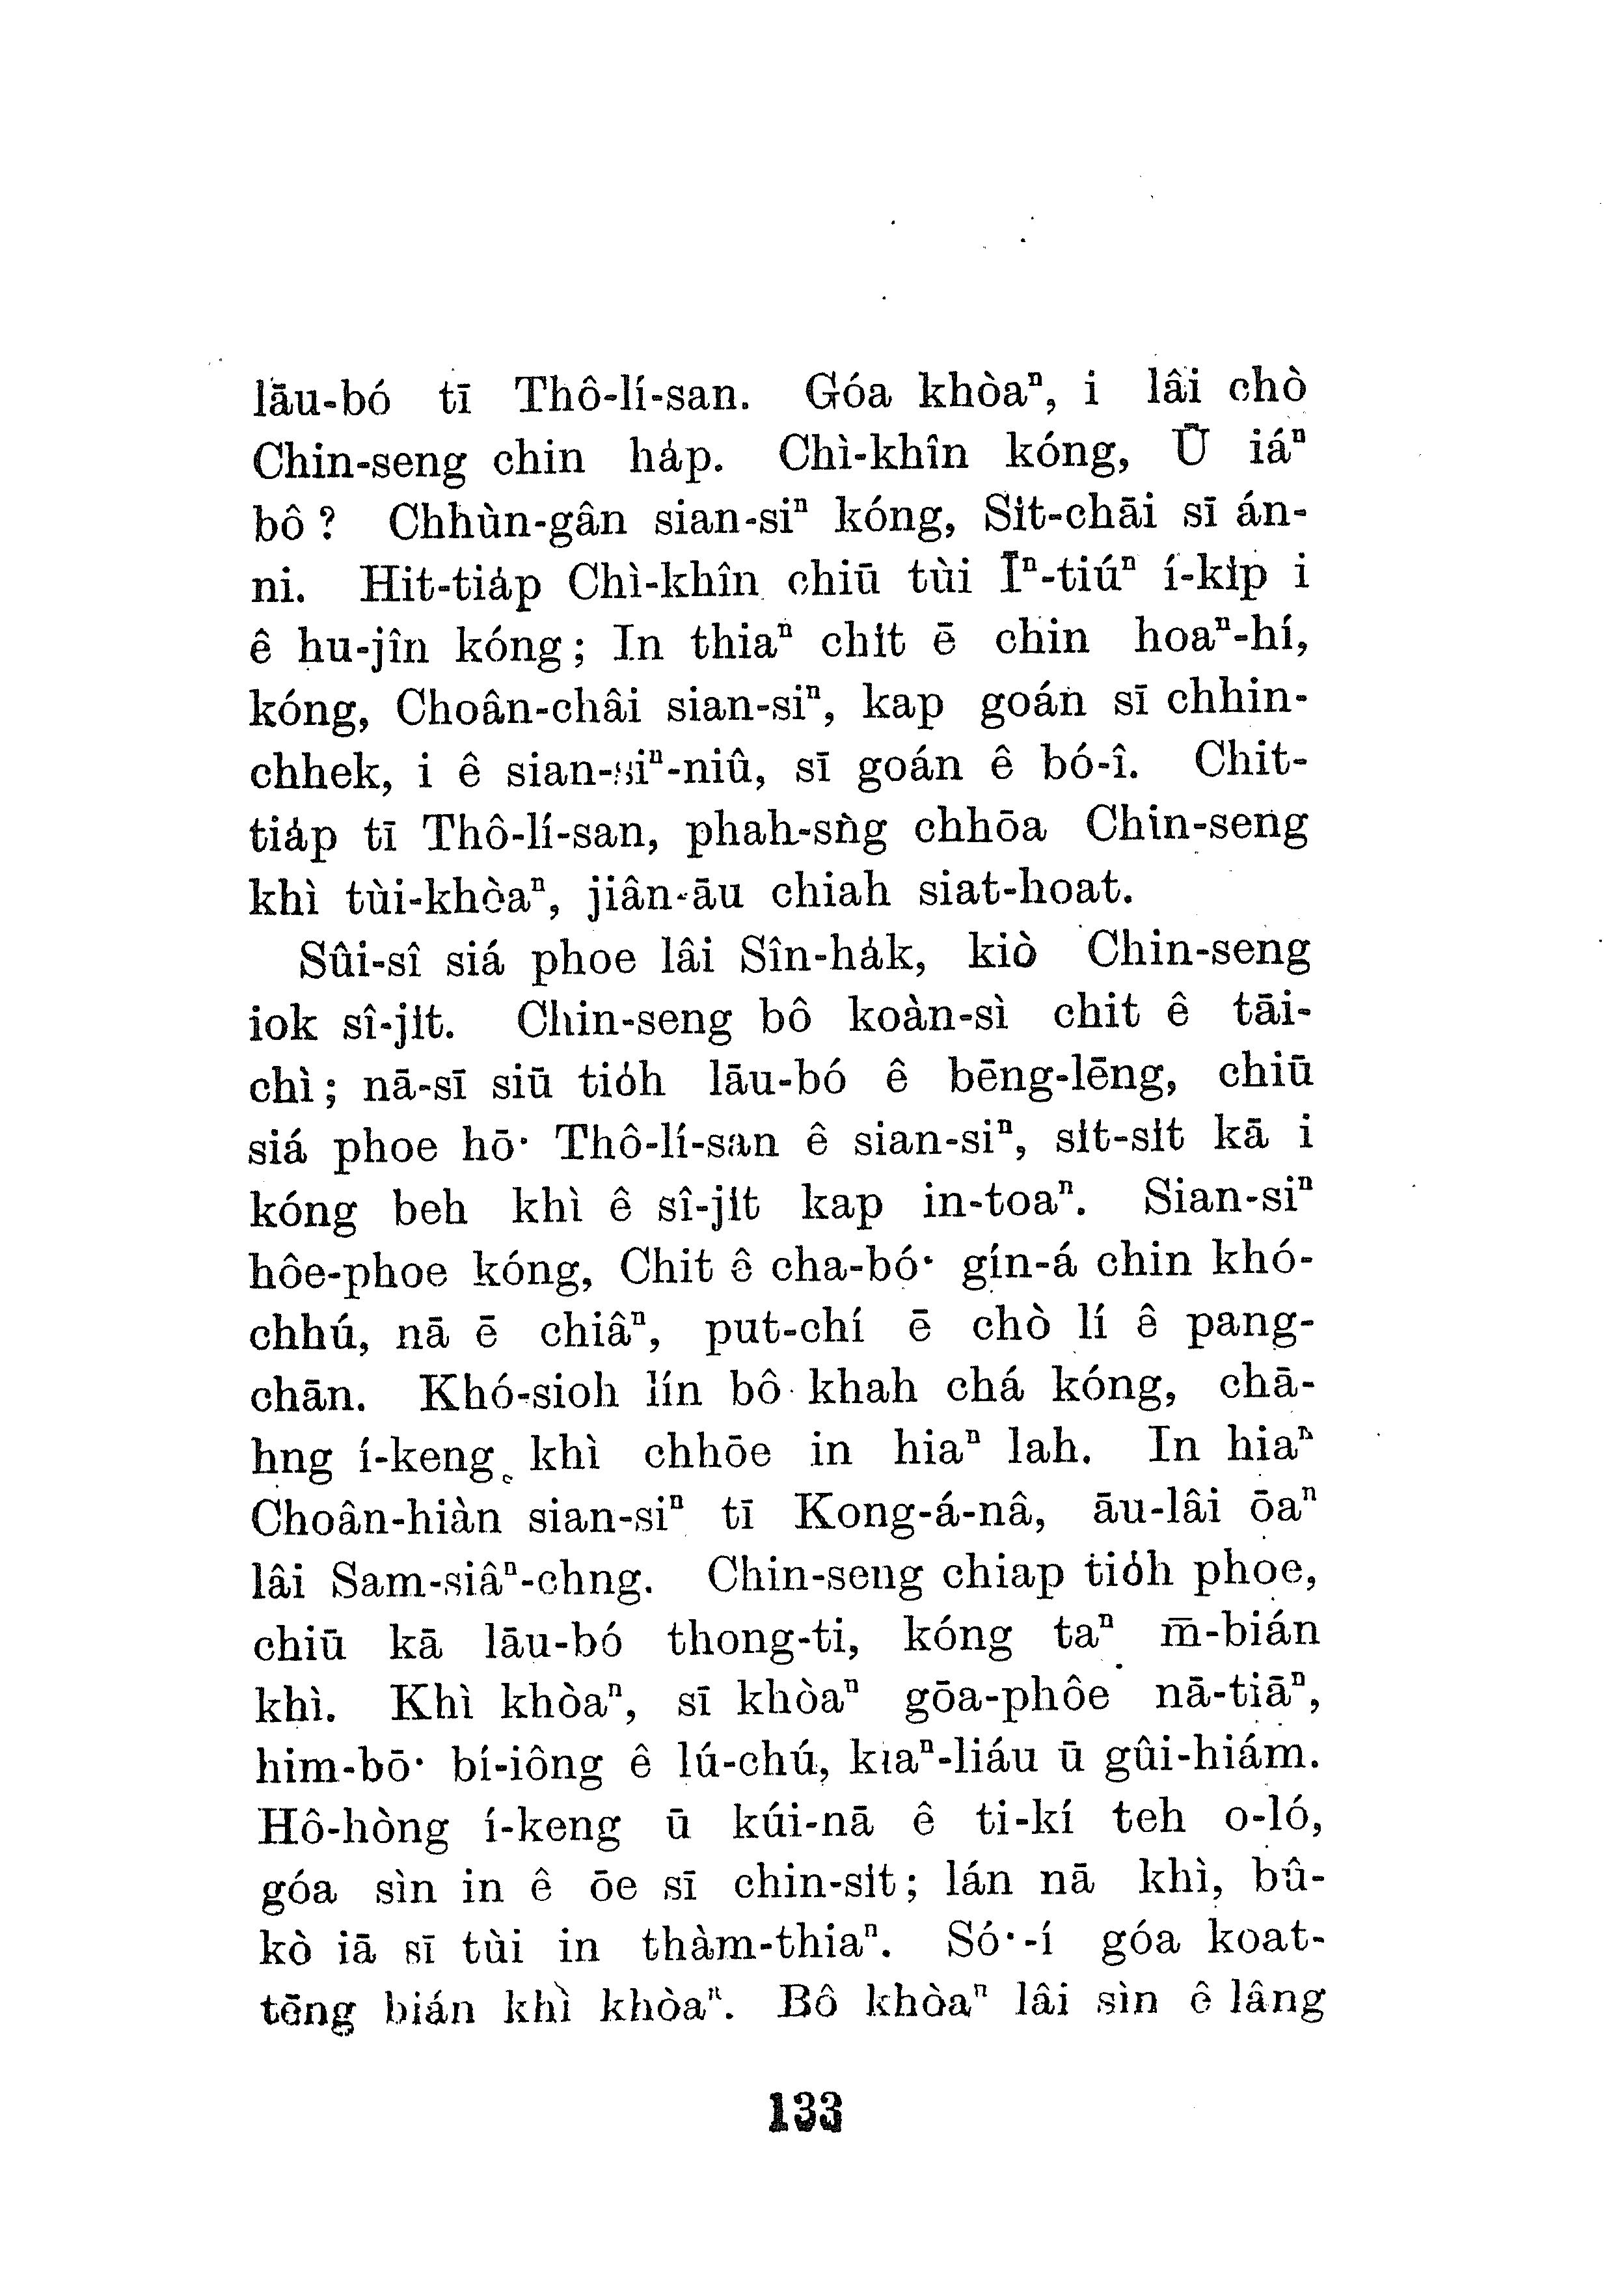 lāu-bó tī Thô-lí-san. Góa khòaⁿ, i lâi chò
Chin-seng chin ha̍p. Chì-khîn kóng, Ū iáⁿ
bô? Chhùn-gân sian-siⁿ kóng, Si̍t-chāi sī án-
ni. Hit-tia̍p Chì-khîn chiū tùi Īⁿ-tiúⁿ í-ki̍p i
ê hu-jîn kóng; In thiaⁿ chi̍t ē chin hoaⁿ-hí,
kóng, Choân-châi sian-siⁿ, kap goán sī chhin-
chhek, i ê sian-siⁿ-niû, sī goán ê bó-î. Chit-
tia̍p tī Thô-lí-san, phah-sǹg chhōa Chin-seng
khì tùi-khòaⁿ, jiân-āu chiah siat-hoat.
Sûi-sî siá phoe lâi Sîn-ha̍k, kiò Chin-seng
iok sî-ji̍t. Chin-seng bô koàn-sì chit ê tāi-
chì; nā-sī siū tio̍h lāu-bó ê bēng-lēng, chiū
siá phoe hō͘ Thô-lí-san ê sian-siⁿ, si̍t-si̍t kā i
kóng beh khì ê sî-ji̍t kap in-toaⁿ. Sian-siⁿ
hôe-phoe kóng, Chit ê cha-bó͘ gín-á chin khó-
chhú, nā ē chiâⁿ, put-chí ē chò lí ê pang-
chān. Khó-sioh lín bô khah chá kóng, chā-
hng í-keng khì chhōe in hiaⁿ lah. In hiaⁿ
Choân-hiàn sian-siⁿ tī Kong-á-nâ, āu-lâi ōaⁿ
lâi Sam-siâⁿ-chng. Chin-seng chiap tio̍h phoe,
chiū kā lāu-bó thong-ti, kóng taⁿ m̄-bián
khì. Khì khòaⁿ, sī khòaⁿ gōa-phôe nā-tiāⁿ,
him-bō͘ bí-iông ê lú-chú, kiaⁿ-liáu ū gûi-hiám.
Hô-hòng í-keng ū kúi-nā ê ti-kí teh o-ló,
góa sìn in ê ōe sī chin-si̍t; lán nā khì, bû-
kò iā sī tùi in thàm-thiaⁿ. Só͘-í góa koat-
tēng bián khì khòaⁿ. Bô khòaⁿ lâi sìn ê lâng
133